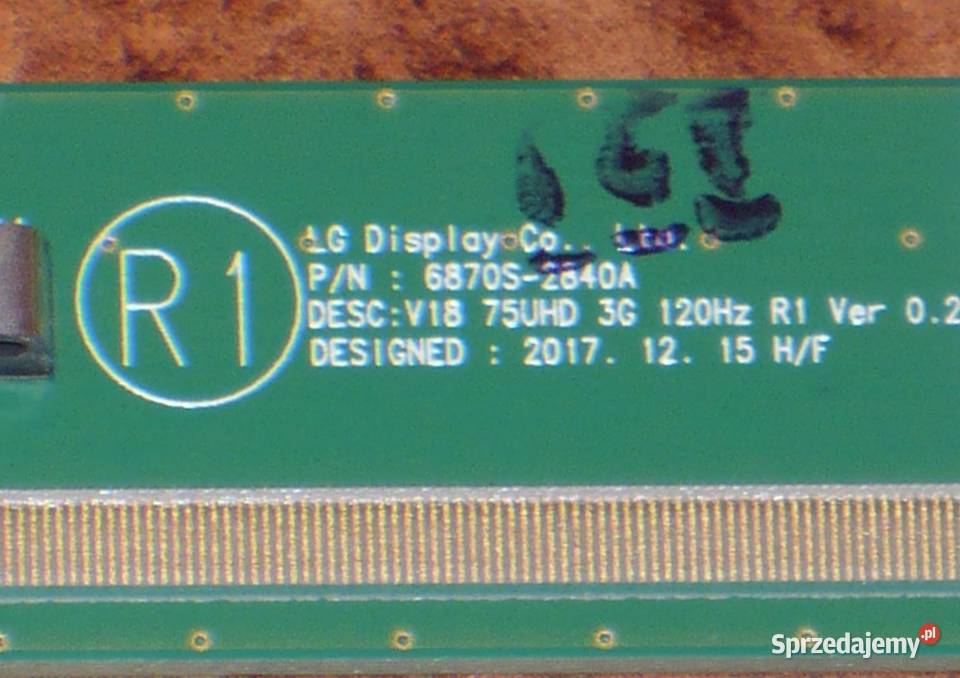 R1
LG Display Co., Ltd.
P/N : 6870S-2840A
DESC:V18 75UHD 3G 120Hz R1 Ver 0.2
DESIGNED : 2017. 12. 15 H/F
Sprzedajemy.pl